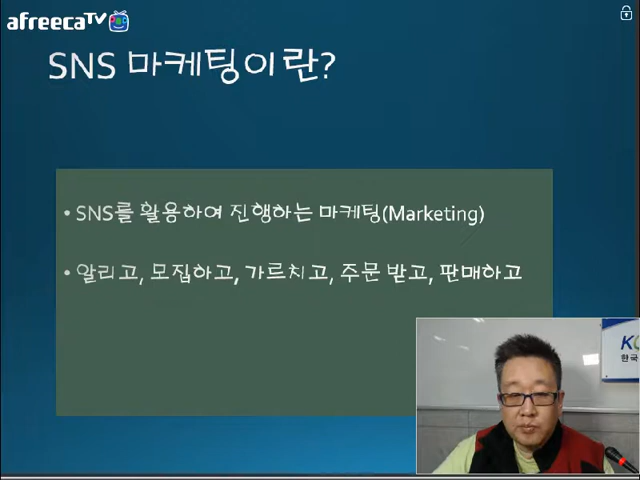 afreecaTV
SNS 마케팅이란?
• SNS를 활용하여 진행하는 마케팅(Marketing)
• 알리고, 모집하고, 가르치고, 주문 받고, 판매하고
한국